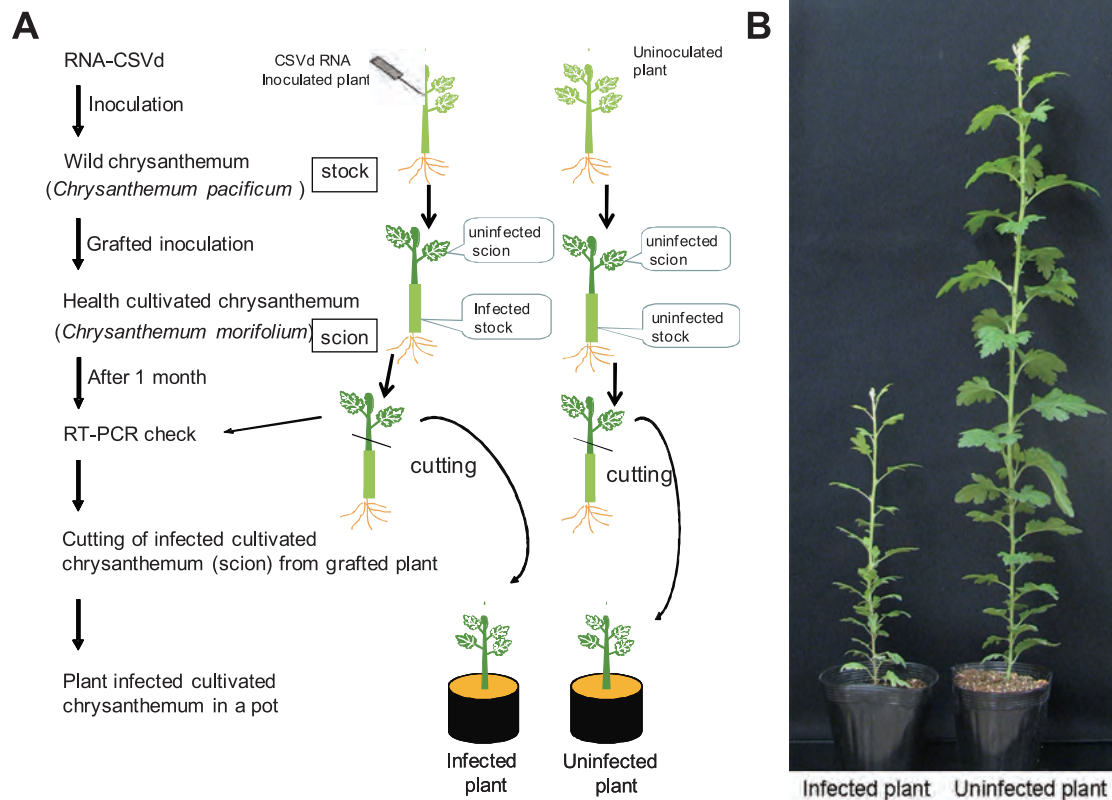 A
RNA-CSVd
Inoculation
Wild chrysanthemum
(Chrysanthemum pacificum )
stock
Grafted inoculation
Health cultivated chrysanthemum
(Chrysanthemum morifolium)
scion
After 1 month
RT-PCR check
Cutting of infected cultivated
chrysanthemum (scion) from grafted plant
Plant infected cultivated
chrysanthemum in a pot
CSVd RNA
Inoculated plant
Uninoculated
plant
uninfected
scion
Infected
stock
uninfected
scion
uninfected
stock
cutting
cutting
Infected
plant
Uninfected
plant
B
Infected plant
Uninfected plant